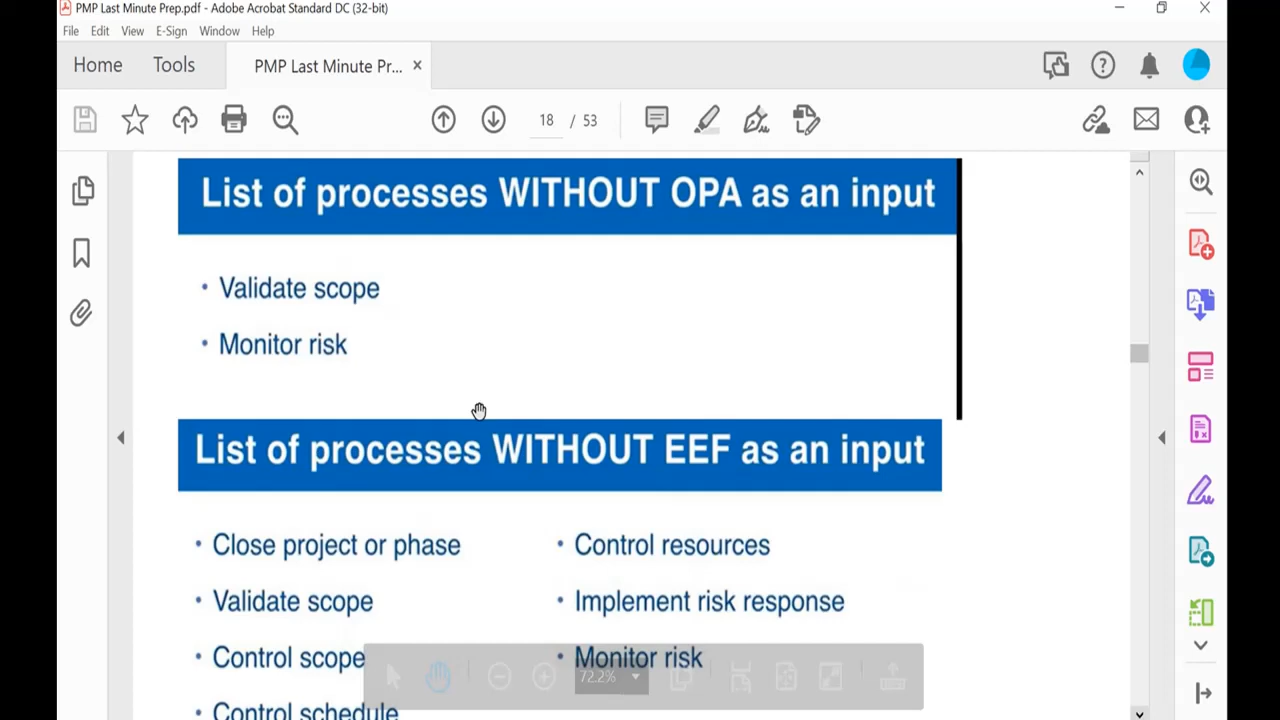 PMP Last Minute Prep.pdf - Adobe Acrobat Standard DC (32-bit)
File Edit View E-Sign Window Help
Home Tools PMP Last Minute Pr... ×
18 / 53
List of processes WITHOUT OPA as an input
• Validate scope
• Monitor risk
List of processes WITHOUT EEF as an input
• Close project or phase
• Validate scope
• Control scope
• Control schedule
• Control resources
• Implement risk response
• Monitor risk
72.2%